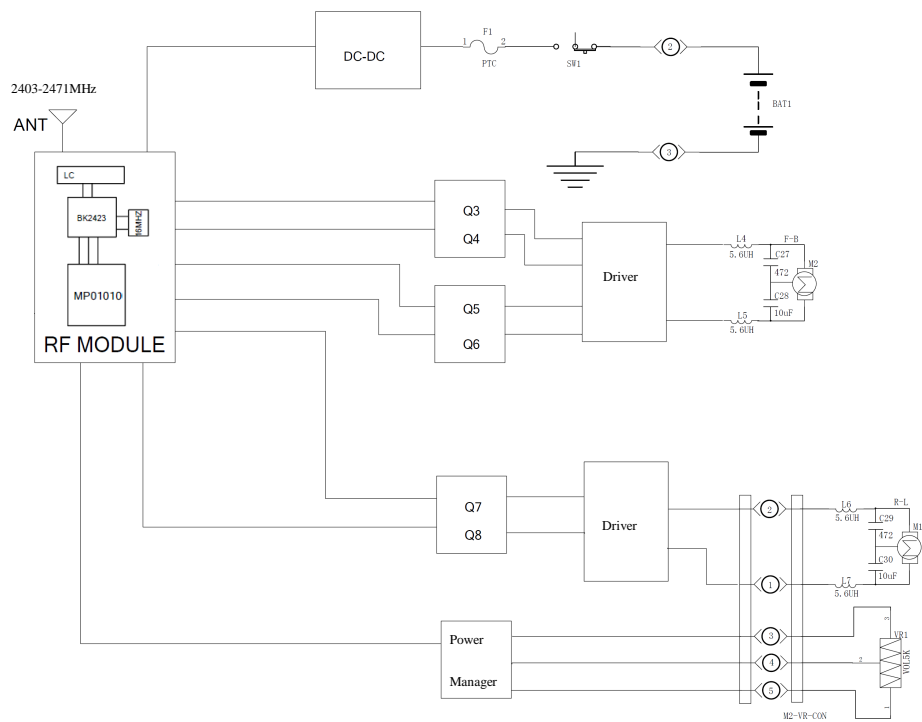 F1
1
2
DC-DC
PTC
SW1
2
2403-2471MHz
ANT
BAT1
3
LC
BK2423
16MHZ
MP01010
RF MODULE
Q3
Q4
Q5
Q6
Driver
L4
5.6UH
F-B
C27
472
M2
C28
10uF
L5
5.6UH
Q7
Q8
Driver
2
L6
5.6UH
R-L
C29
472
M1
C30
10uF
1
L7
5.6UH
Power
Manager
3
4
5
3
VR1
2
VOL5K
1
M2-VR-CON